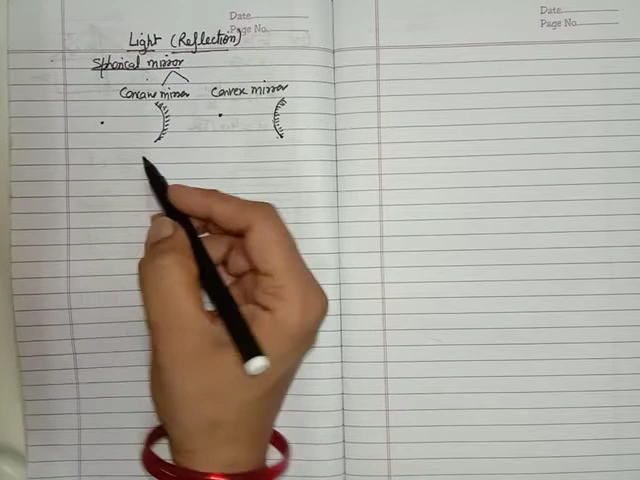 Date
Page No.
Date
Page No.
Light (Reflection)
Spherical mirror
Concave mirror Convex mirror